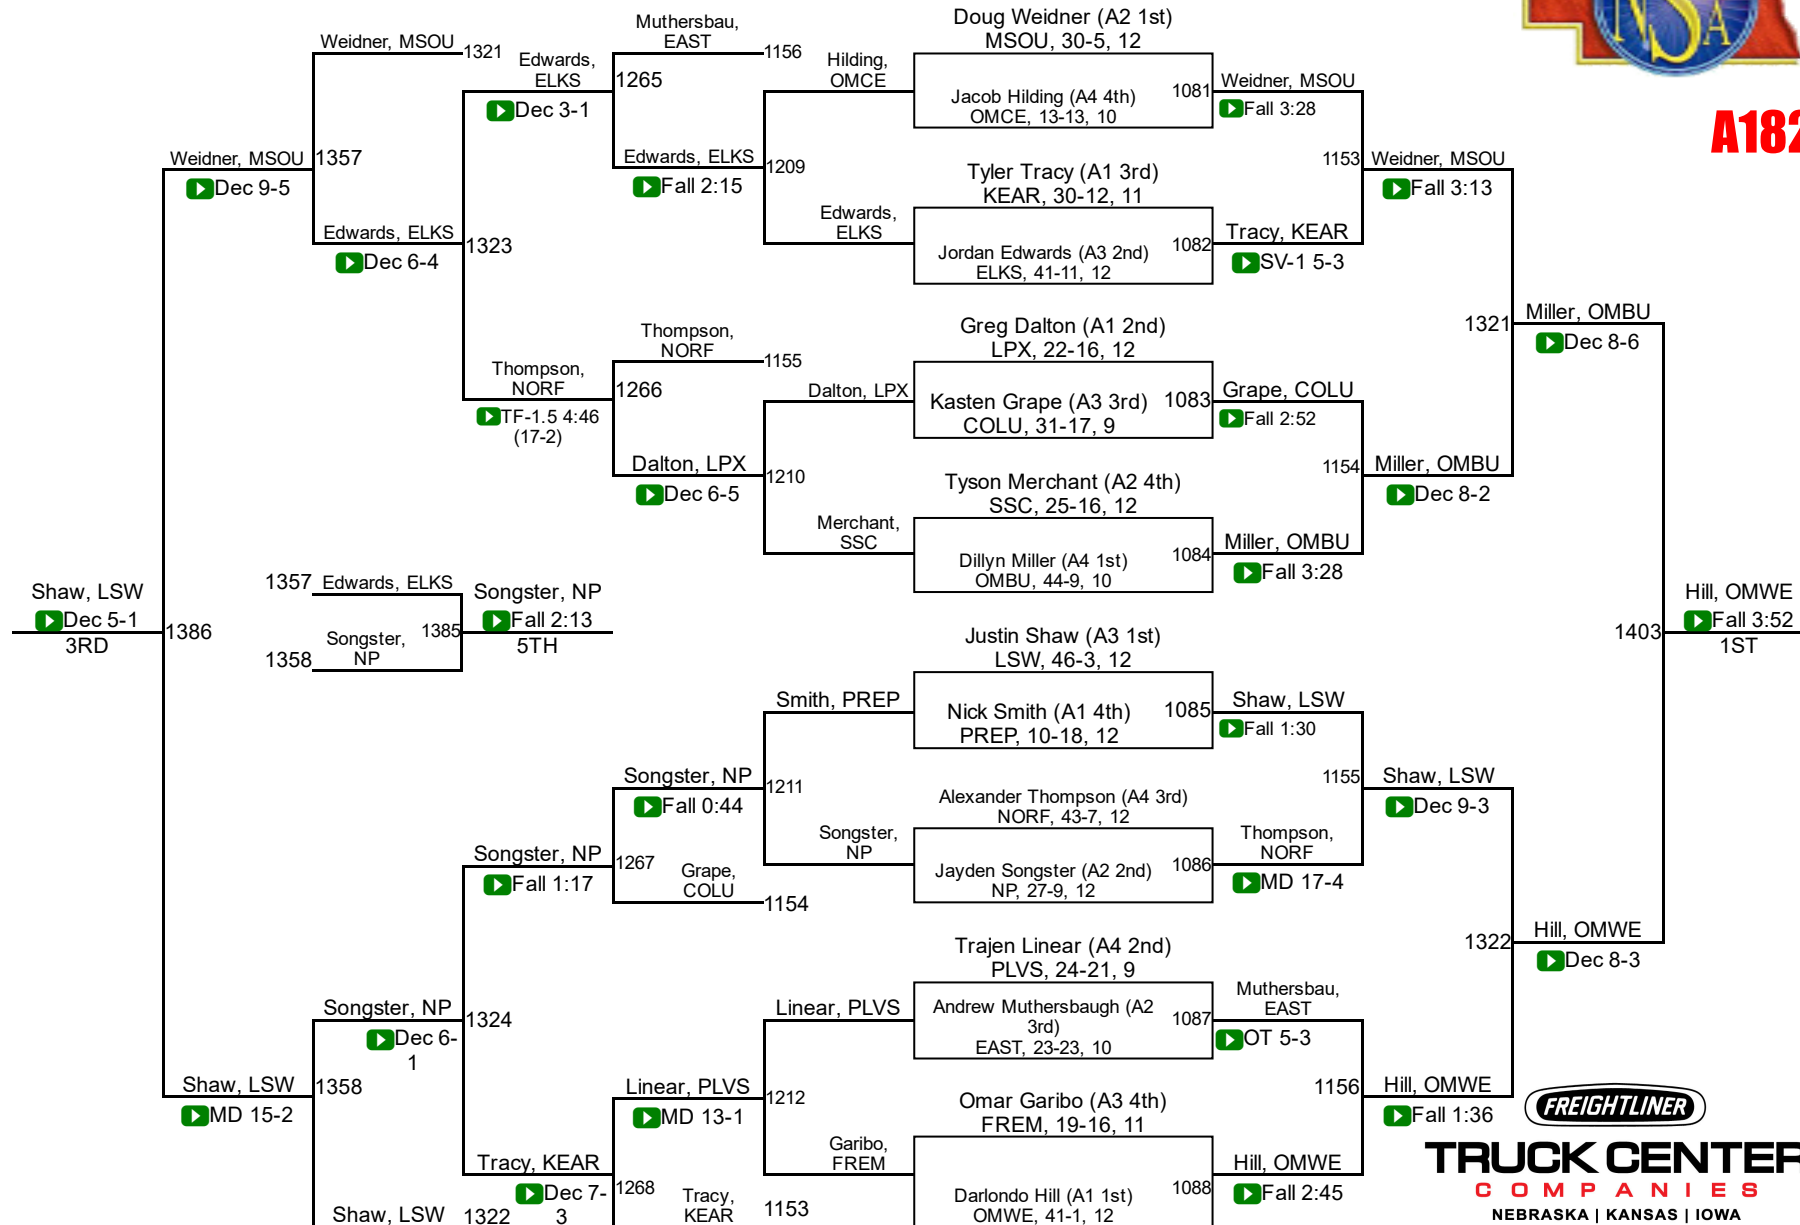 Doug Weidner (A2 1st)
MSOU, 30-5, 12
Muthersbau,
EAST
1156
Weidner, MSOU
1321
Edwards,
ELKS
Dec 3-1
1265
Hilding,
OMCE
Jacob Hilding (A4 4th)
OMCE, 13-13, 10
1081
Weidner, MSOU
Fall 3:28
NSA
A182
Weidner, MSOU
Dec 9-5
1357
Edwards, ELKS
Fall 2:15
1209
Tyler Tracy (A1 3rd)
KEAR, 30-12, 11
1153
Weidner, MSOU
Fall 3:13
Edwards, ELKS
Dec 6-4
1323
Edwards,
ELKS
Jordan Edwards (A3 2nd)
ELKS, 41-11, 12
1082
Tracy, KEAR
SV-1 5-3
Thompson,
NORF
1155
Greg Dalton (A1 2nd)
LPX, 22-16, 12
1321
Miller, OMBU
Dec 8-6
Thompson,
NORF
TF-1.5 4:46
(17-2)
1266
Dalton, LPX
Kasten Grape (A3 3rd)
COLU, 31-17, 9
1083
Grape, COLU
Fall 2:52
Dalton, LPX
Dec 6-5
1210
Tyson Merchant (A2 4th)
SSC, 25-16, 12
1154
Miller, OMBU
Dec 8-2
Merchant,
SSC
Dillyn Miller (A4 1st)
OMBU, 44-9, 10
1084
Miller, OMBU
Fall 3:28
Shaw, LSW
Dec 5-1
3RD
1386
1357
Edwards, ELKS
1358
Songster,
NP
1385
Songster, NP
Fall 2:13
5TH
Justin Shaw (A3 1st)
LSW, 46-3, 12
1403
Hill, OMWE
Fall 3:52
1ST
Smith, PREP
Nick Smith (A1 4th)
PREP, 10-18, 12
1085
Shaw, LSW
Fall 1:30
Songster, NP
Fall 0:44
1211
Alexander Thompson (A4 3rd)
NORF, 43-7, 12
1155
Shaw, LSW
Dec 9-3
Songster, NP
Fall 1:17
1267
Grape,
COLU
1154
Songster,
NP
Jayden Songster (A2 2nd)
NP, 27-9, 12
1086
Thompson,
NORF
MD 17-4
Trajen Linear (A4 2nd)
PLVS, 24-21, 9
1322
Hill, OMWE
Dec 8-3
Songster, NP
Dec 6-
1
1324
Linear, PLVS
Andrew Muthersbaugh (A2
3rd)
EAST, 23-23, 10
1087
Muthersbau,
EAST
OT 5-3
Shaw, LSW
MD 15-2
1358
Linear, PLVS
MD 13-1
1212
Omar Garibo (A3 4th)
FREM, 19-16, 11
1156
Hill, OMWE
Fall 1:36
Tracy, KEAR
Dec 7-
3
1268
Garibo,
FREM
Darlondo Hill (A1 1st)
OMWE, 41-1, 12
1088
Hill, OMWE
Fall 2:45
Shaw, LSW
1322
Tracy,
KEAR
1153
FREIGHTLINER
TRUCK CENTER
COMPANIES
NEBRASKA | KANSAS | IOWA